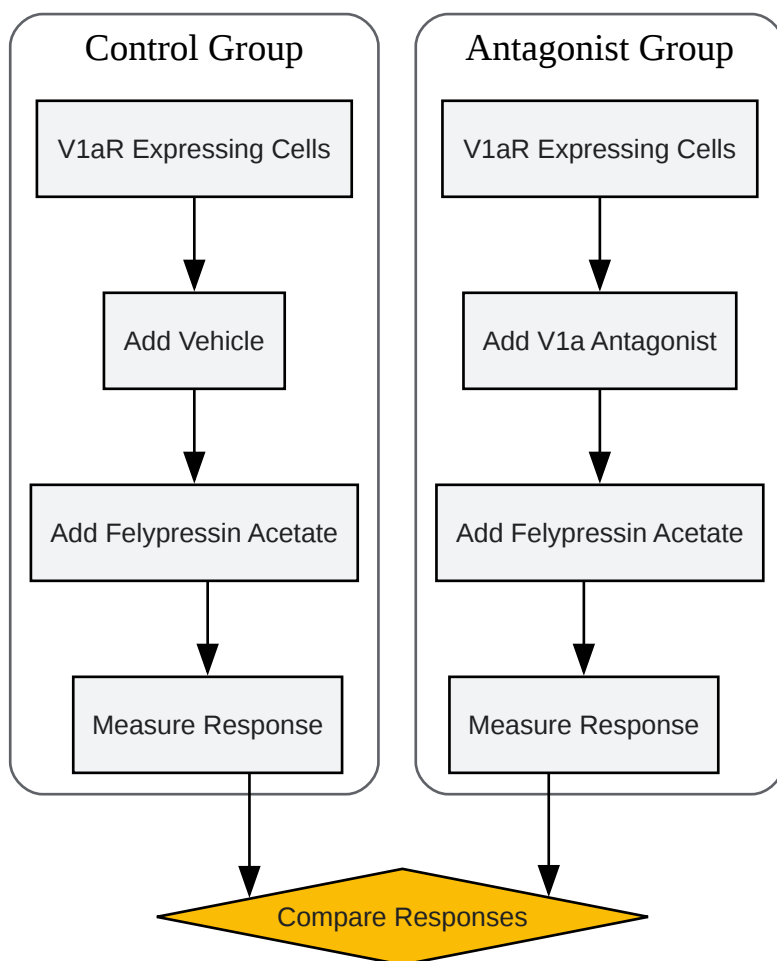 Control Group
V1aR Expressing Cells
Add Vehicle
Add Felypressin Acetate
Measure Response
Antagonist Group
V1aR Expressing Cells
Add V1a Antagonist
Add Felypressin Acetate
Measure Response
Compare Responses